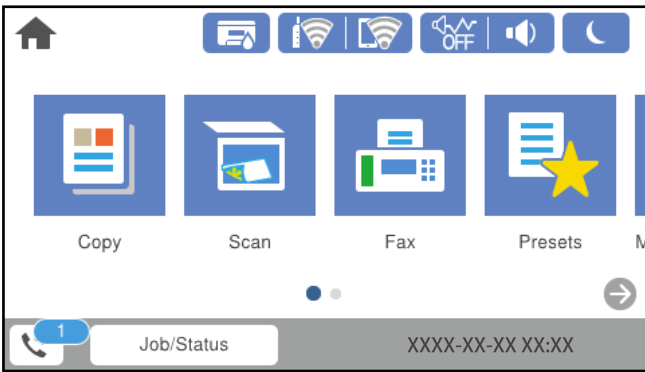 OFF
Copy
Scan
Fax
Presets
M
1
Job/Status
XXXX-XX-XX XX:XX